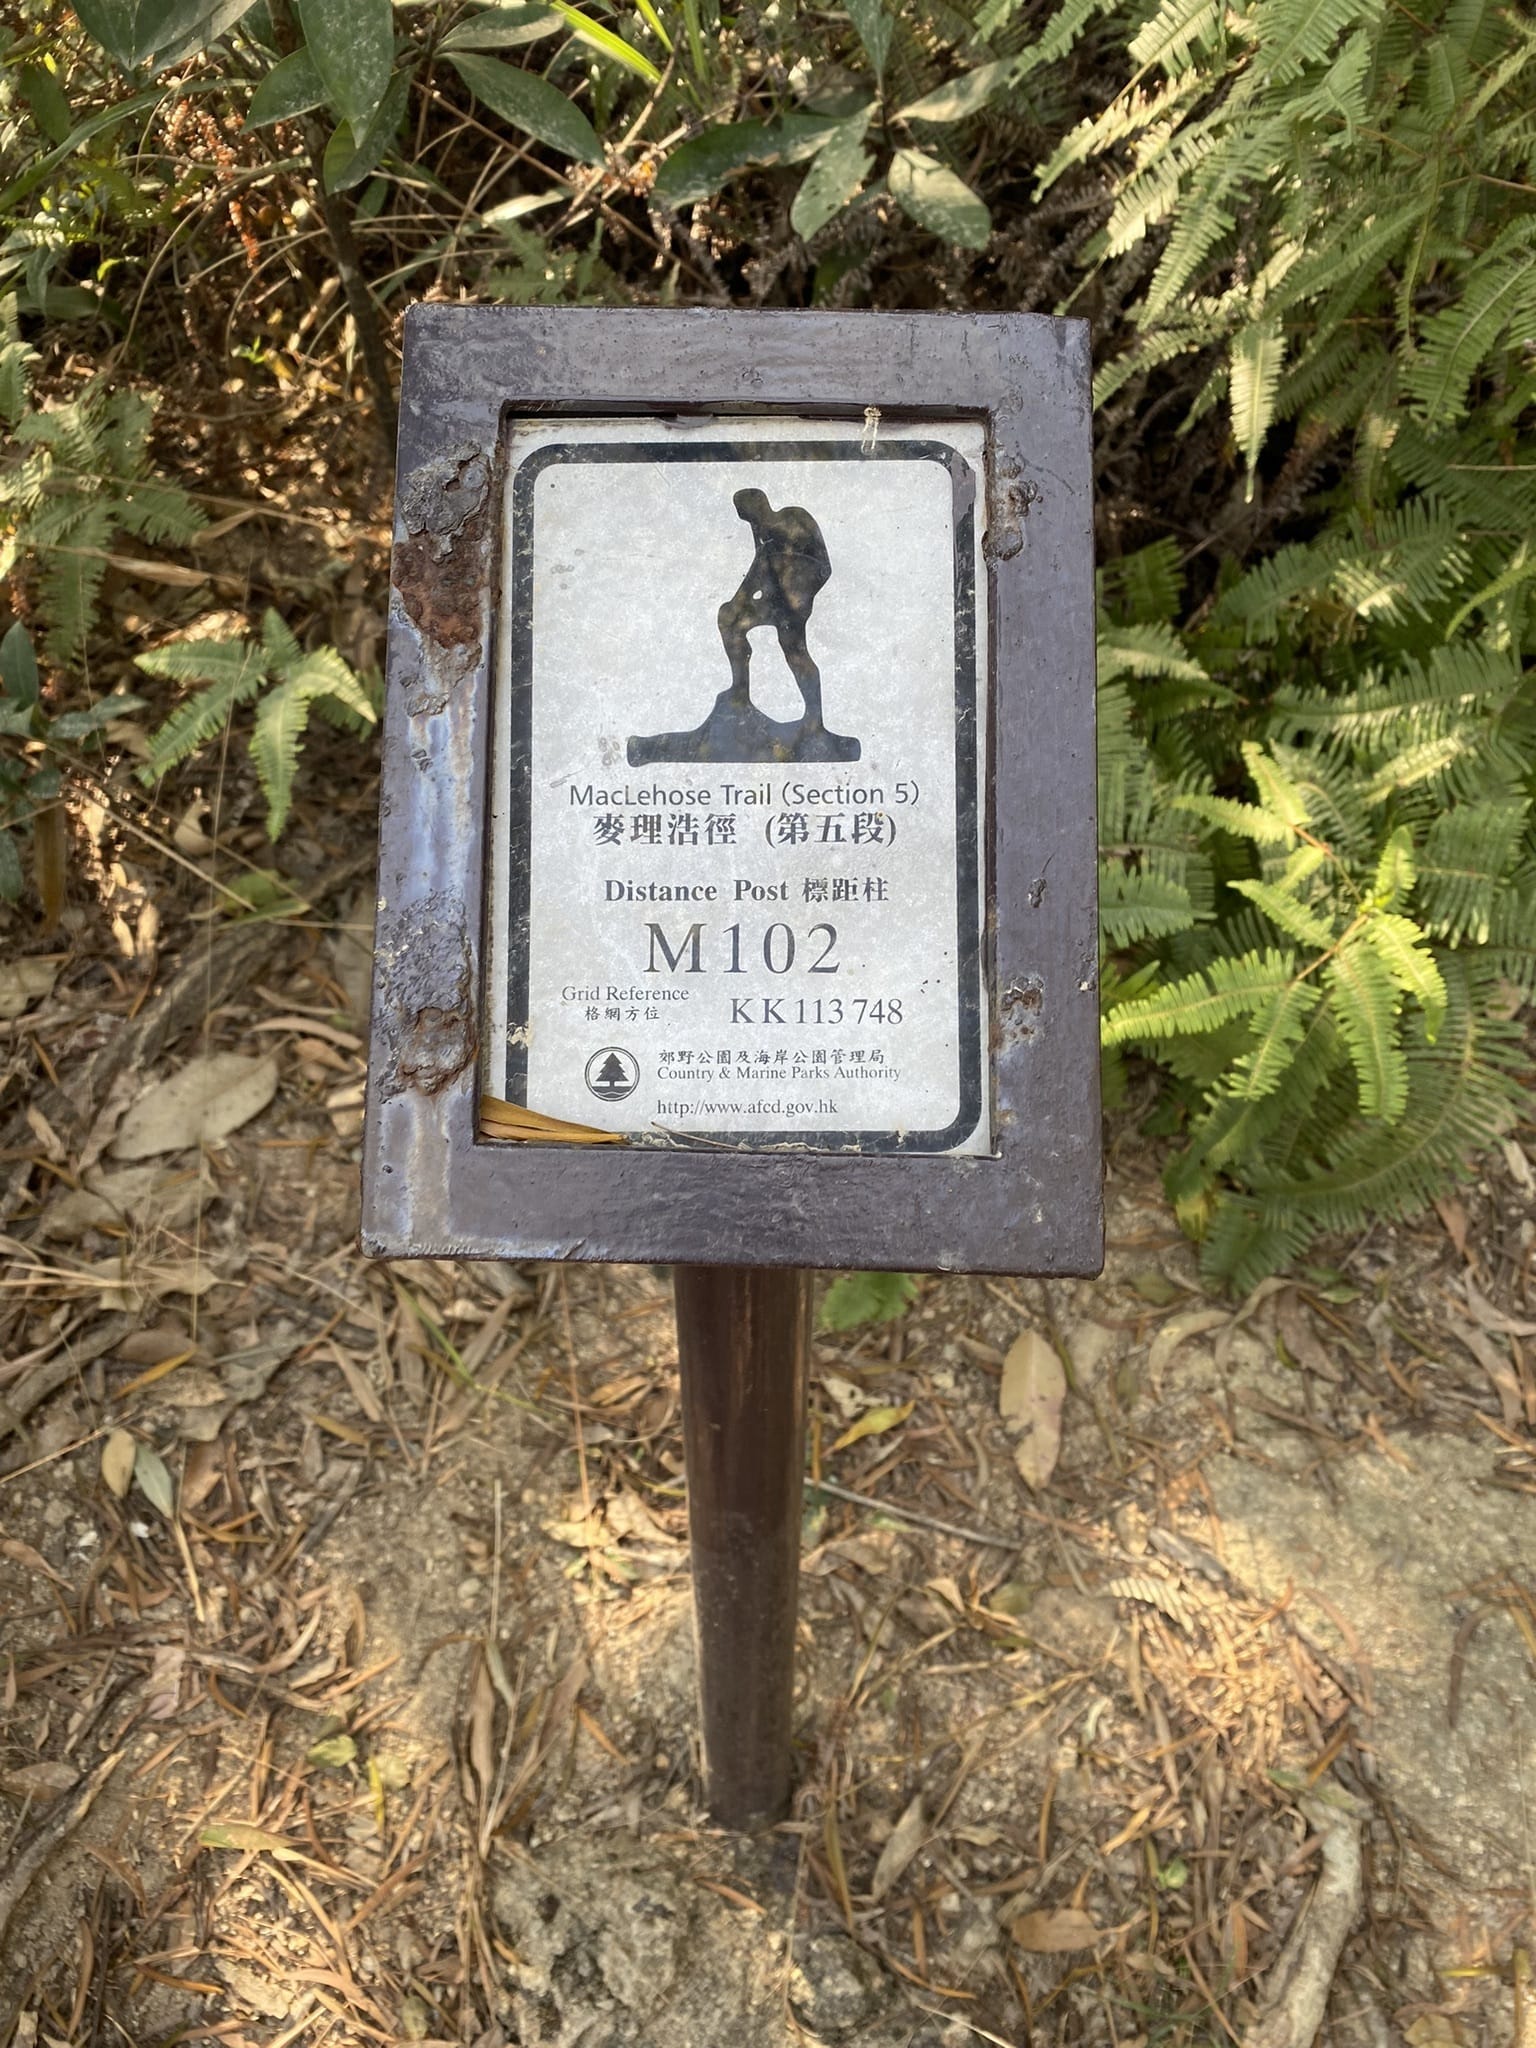 MacLehose Trail (Section 5)
麥理浩徑 (第五段)
Distance Post 標距柱
M102
Grid Reference
格網方位
KK 113 748
郊野公園及海岸公園管理局
Country & Marine Parks Authority
http://www.afcd.gov.hk